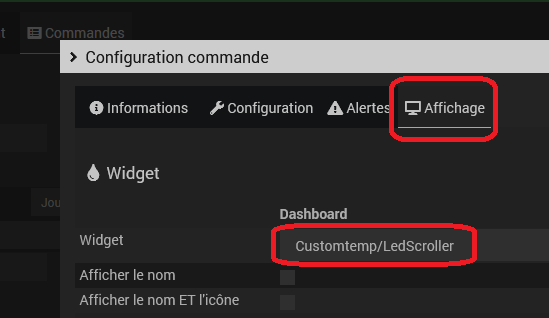 t Commandes
Configuration commande
Informations Configuration Alertes Affichage
Widget
Jou
Dashboard
Widget Customtemp/LedScroller
Afficher le nom
Afficher le nom ET l'icône